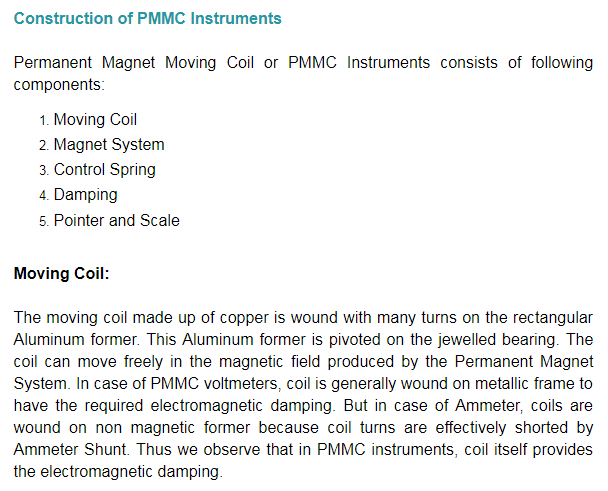 Construction of PMMC Instruments
Permanent Magnet Moving Coil or PMMC Instruments consists of following
components:
1. Moving Coil
2. Magnet System
3. Control Spring
4. Damping
5. Pointer and Scale
Moving Coil:
The moving coil made up of copper is wound with many turns on the rectangular
Aluminum former. This Aluminum former is pivoted on the jewelled bearing. The
coil can move freely in the magnetic field produced by the Permanent Magnet
System. In case of PMMC voltmeters, coil is generally wound on metallic frame to
have the required electromagnetic damping. But in case of Ammeter, coils are
wound on non magnetic former because coil turns are effectively shorted by
Ammeter Shunt. Thus we observe that in PMMC instruments, coil itself provides
the electromagnetic damping.